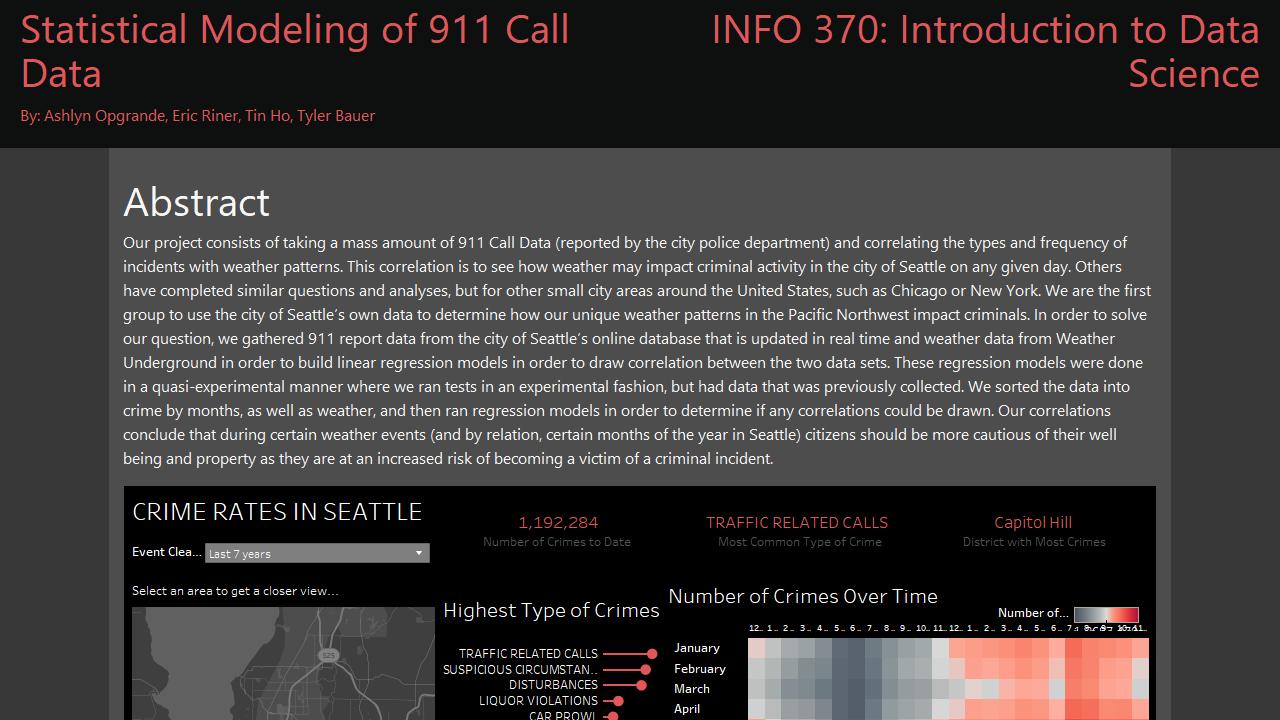 Statistical Modeling of 911 Call
Data
INFO 370: Introduction to Data
Science
By: Ashlyn Opgrande, Eric Riner, Tin Ho, Tyler Bauer
Abstract
Our project consists of taking a mass amount of 911 Call Data (reported by the city police department) and correlating the types and frequency of
incidents with weather patterns. This correlation is to see how weather may impact criminal activity in the city of Seattle on any given day. Others
have completed similar questions and analyses, but for other small city areas around the United States, such as Chicago or New York. We are the first
group to use the city of Seattle's own data to determine how our unique weather patterns in the Pacific Northwest impact criminals. In order to solve
our question, we gathered 911 report data from the city of Seattle's online database that is updated in real time and weather data from Weather
Underground in order to build linear regression models in order to draw correlation between the two data sets. These regression models were done
in a quasi-experimental manner where we ran tests in an experimental fashion, but had data that was previously collected. We sorted the data into
crime by months, as well as weather, and then ran regression models in order to determine if any correlations could be drawn. Our correlations
conclude that during certain weather events (and by relation, certain months of the year in Seattle) citizens should be more cautious of their well
being and property as they are at an increased risk of becoming a victim of a criminal incident.
CRIME RATES IN SEATTLE
1,192,284
Number of Crimes to Date
TRAFFIC RELATED CALLS
Most Common Type of Crime
Capitol Hill
District with Most Crimes
Event Clea... Last 7 years
Select an area to get a closer view...
525
Highest Type of Crimes
TRAFFIC RELATED CALLS
SUSPICIOUS CIRCUMSTAN..
DISTURBANCES
LIQUOR VIOLATIONS
CAR PROWL
Number of Crimes Over Time
Number of...
12.. 1.. 2.. 3.. 4.. 5.. 6.. 7.. 8.. 9.. 10.. 11.. 12.. 1.. 2.. 3.. 4.. 5.. 6.. 7.. 8.. 9.. 10.. 11..
January
February
March
April